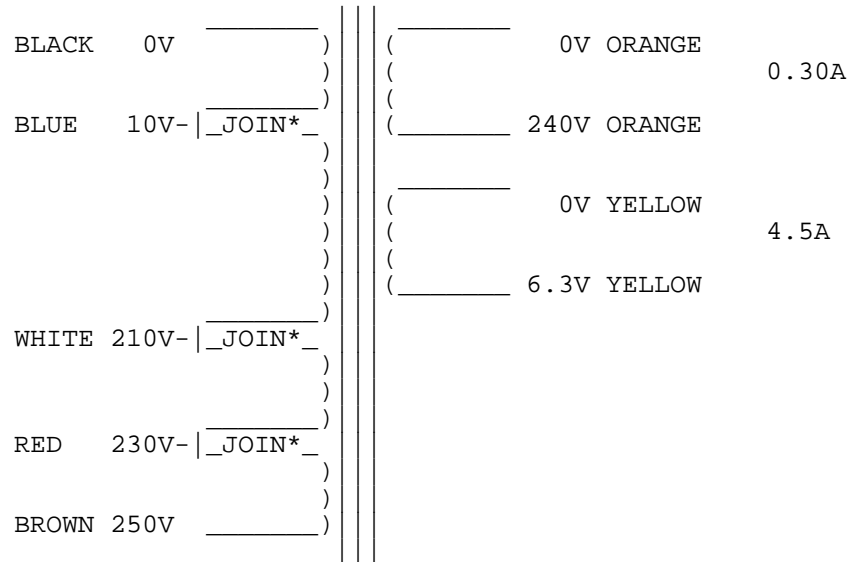 BLACK 0V 0V ORANGE
0.30A
BLUE 10V-|_JOIN*_ 240V ORANGE
0V YELLOW
4.5A
6.3V YELLOW
WHITE 210V-|_JOIN*_
RED 230V-|_JOIN*_
BROWN 250V